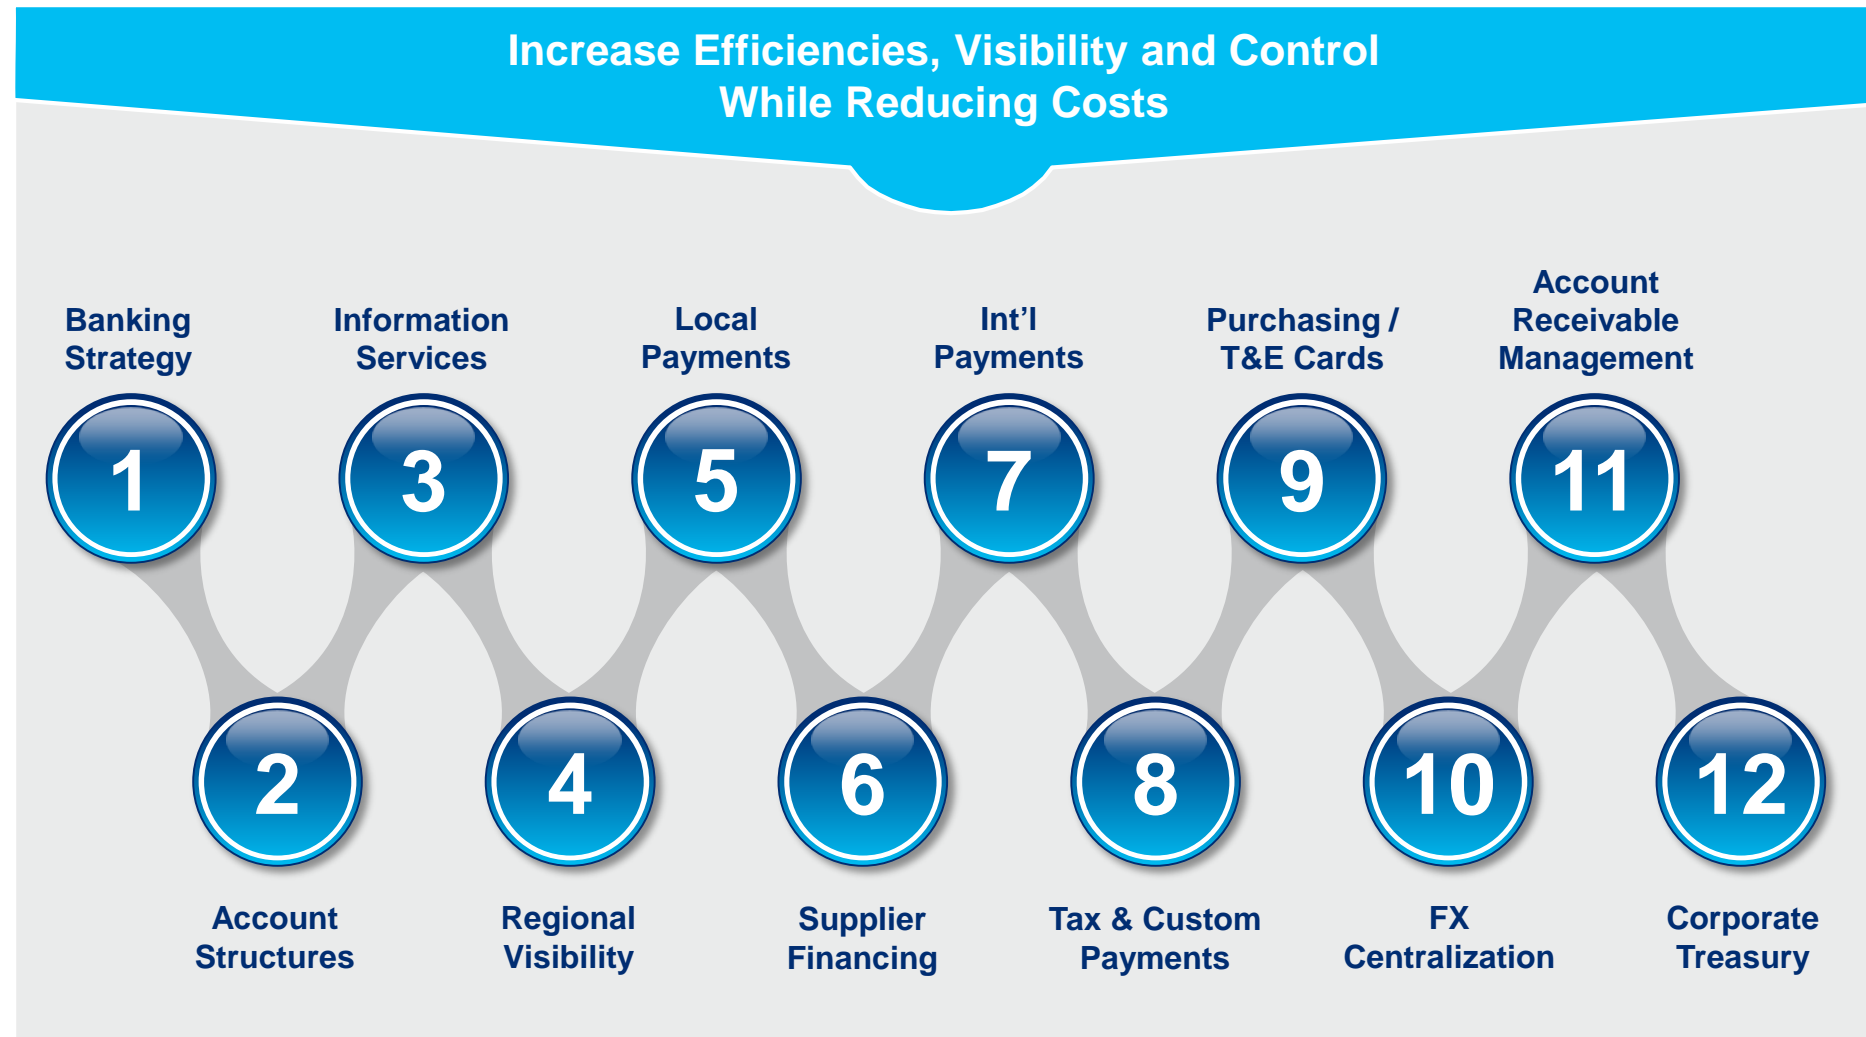 Increase Efficiencies, Visibility and Control
While Reducing Costs
Banking
Strategy
1
Account
Structures
2
Information
Services
3
Regional
Visibility
4
Local
Payments
5
Supplier
Financing
6
Int’l
Payments
7
Tax & Custom
Payments
8
Purchasing /
T&E Cards
9
FX
Centralization
10
Account
Receivable
Management
11
Corporate
Treasury
12